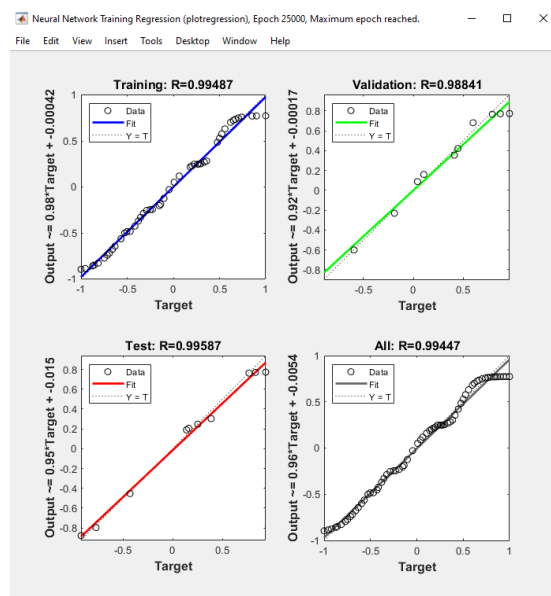 Neural Network Training Regression (plotregression), Epoch 25000, Maximum epoch reached.
File Edit View Insert Tools Desktop Window Help
Training: R=0.99487
Output ~= 0.98*Target + -0.00042
1
0.5
0
-0.5
-1
Data
Fit
Y = T
-1 -0.5 0 0.5 1
Target
Validation: R=0.98841
Output ~= 0.92*Target + -0.00017
0.8
0.6
0.4
0.2
0
-0.2
-0.4
-0.6
-0.8
Data
Fit
Y = T
-0.5 0 0.5
Target
Test: R=0.99587
Output ~= 0.95*Target + -0.015
0.8
0.6
0.4
0.2
0
-0.2
-0.4
-0.6
-0.8
Data
Fit
Y = T
-0.5 0 0.5
Target
All: R=0.99447
Output ~= 0.96*Target + -0.0054
1
0.5
0
-0.5
-1
Data
Fit
Y = T
-1 -0.5 0 0.5 1
Target